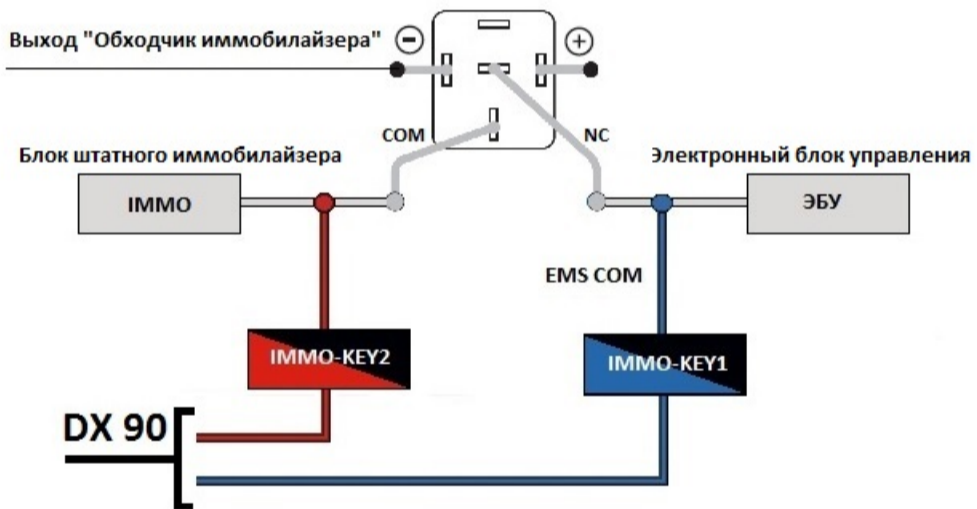 Выход "Обходчик иммобилайзера"
−
+
COM
NC
Блок штатного иммобилайзера
Электронный блок управления
IMMO
ЭБУ
EMS COM
IMMO-KEY2
IMMO-KEY1
DX 90